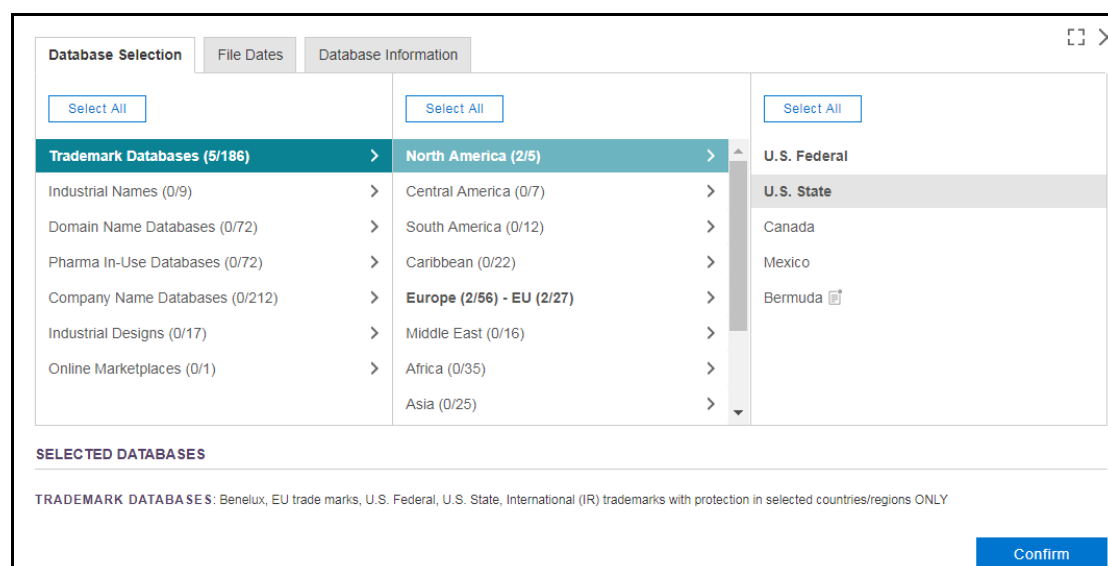 Database Selection File Dates Database Information
Select All Select All Select All
Trademark Databases (5/186) North America (2/5) U.S. Federal
Industrial Names (0/9) Central America (0/7) U.S. State
Domain Name Databases (0/72) South America (0/12) Canada
Pharma In-Use Databases (0/72) Caribbean (0/22) Mexico
Company Name Databases (0/212) Europe (2/56) - EU (2/27) Bermuda
Industrial Designs (0/17) Middle East (0/16)
Online Marketplaces (0/1) Africa (0/35)
Asia (0/25)
SELECTED DATABASES
TRADEMARK DATABASES: Benelux, EU trade marks, U.S. Federal, U.S. State, International (IR) trademarks with protection in selected countries/regions ONLY
Confirm